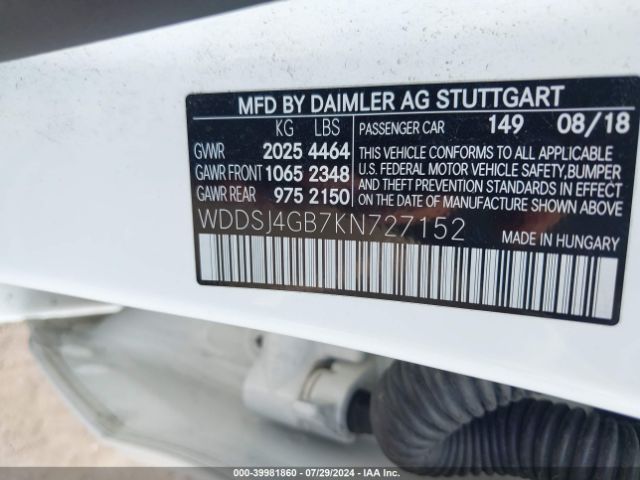 MFD BY DAIMLER AG STUTTGART
KG LBS
GVWR 2025 4464
GAWR FRONT 1065 2348
GAWR REAR 975 2150
PASSENGER CAR 149 08/18
THIS VEHICLE CONFORMS TO ALL APPLICABLE
U.S. FEDERAL MOTOR VEHICLE SAFETY, BUMPER
AND THEFT PREVENTION STANDARDS IN EFFECT
ON THE DATE OF MANUFACTURE SHOWN ABOVE
WDDSJ4GB7KN727152
MADE IN HUNGARY
000-39981860 - 07/29/2024 - IAA Inc.